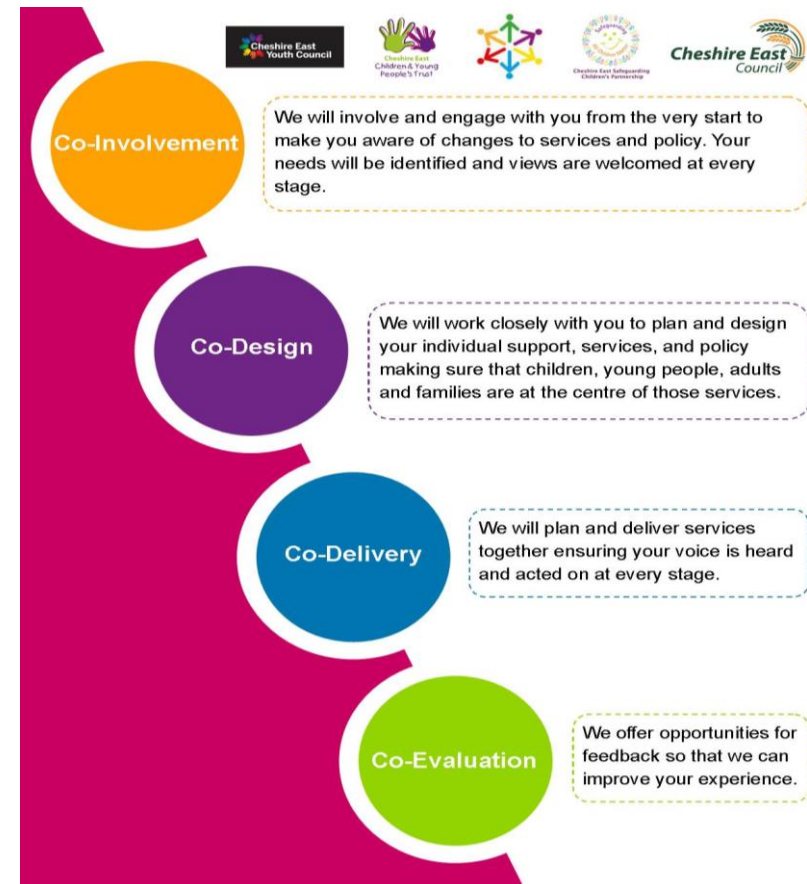 Cheshire East
Youth Council
Cheshire East
Children & Young
People's Trust
Safeguarding
Cheshire East Safeguarding
Children's Partnership
Cheshire East
Council
Co-Involvement
We will involve and engage with you from the very start to
make you aware of changes to services and policy. Your
needs will be identified and views are welcomed at every
stage.
Co-Design
We will work closely with you to plan and design
your individual support, services, and policy
making sure that children, young people, adults
and families are at the centre of those services.
Co-Delivery
We will plan and deliver services
together ensuring your voice is heard
and acted on at every stage.
Co-Evaluation
We offer opportunities for
feedback so that we can
improve your experience.